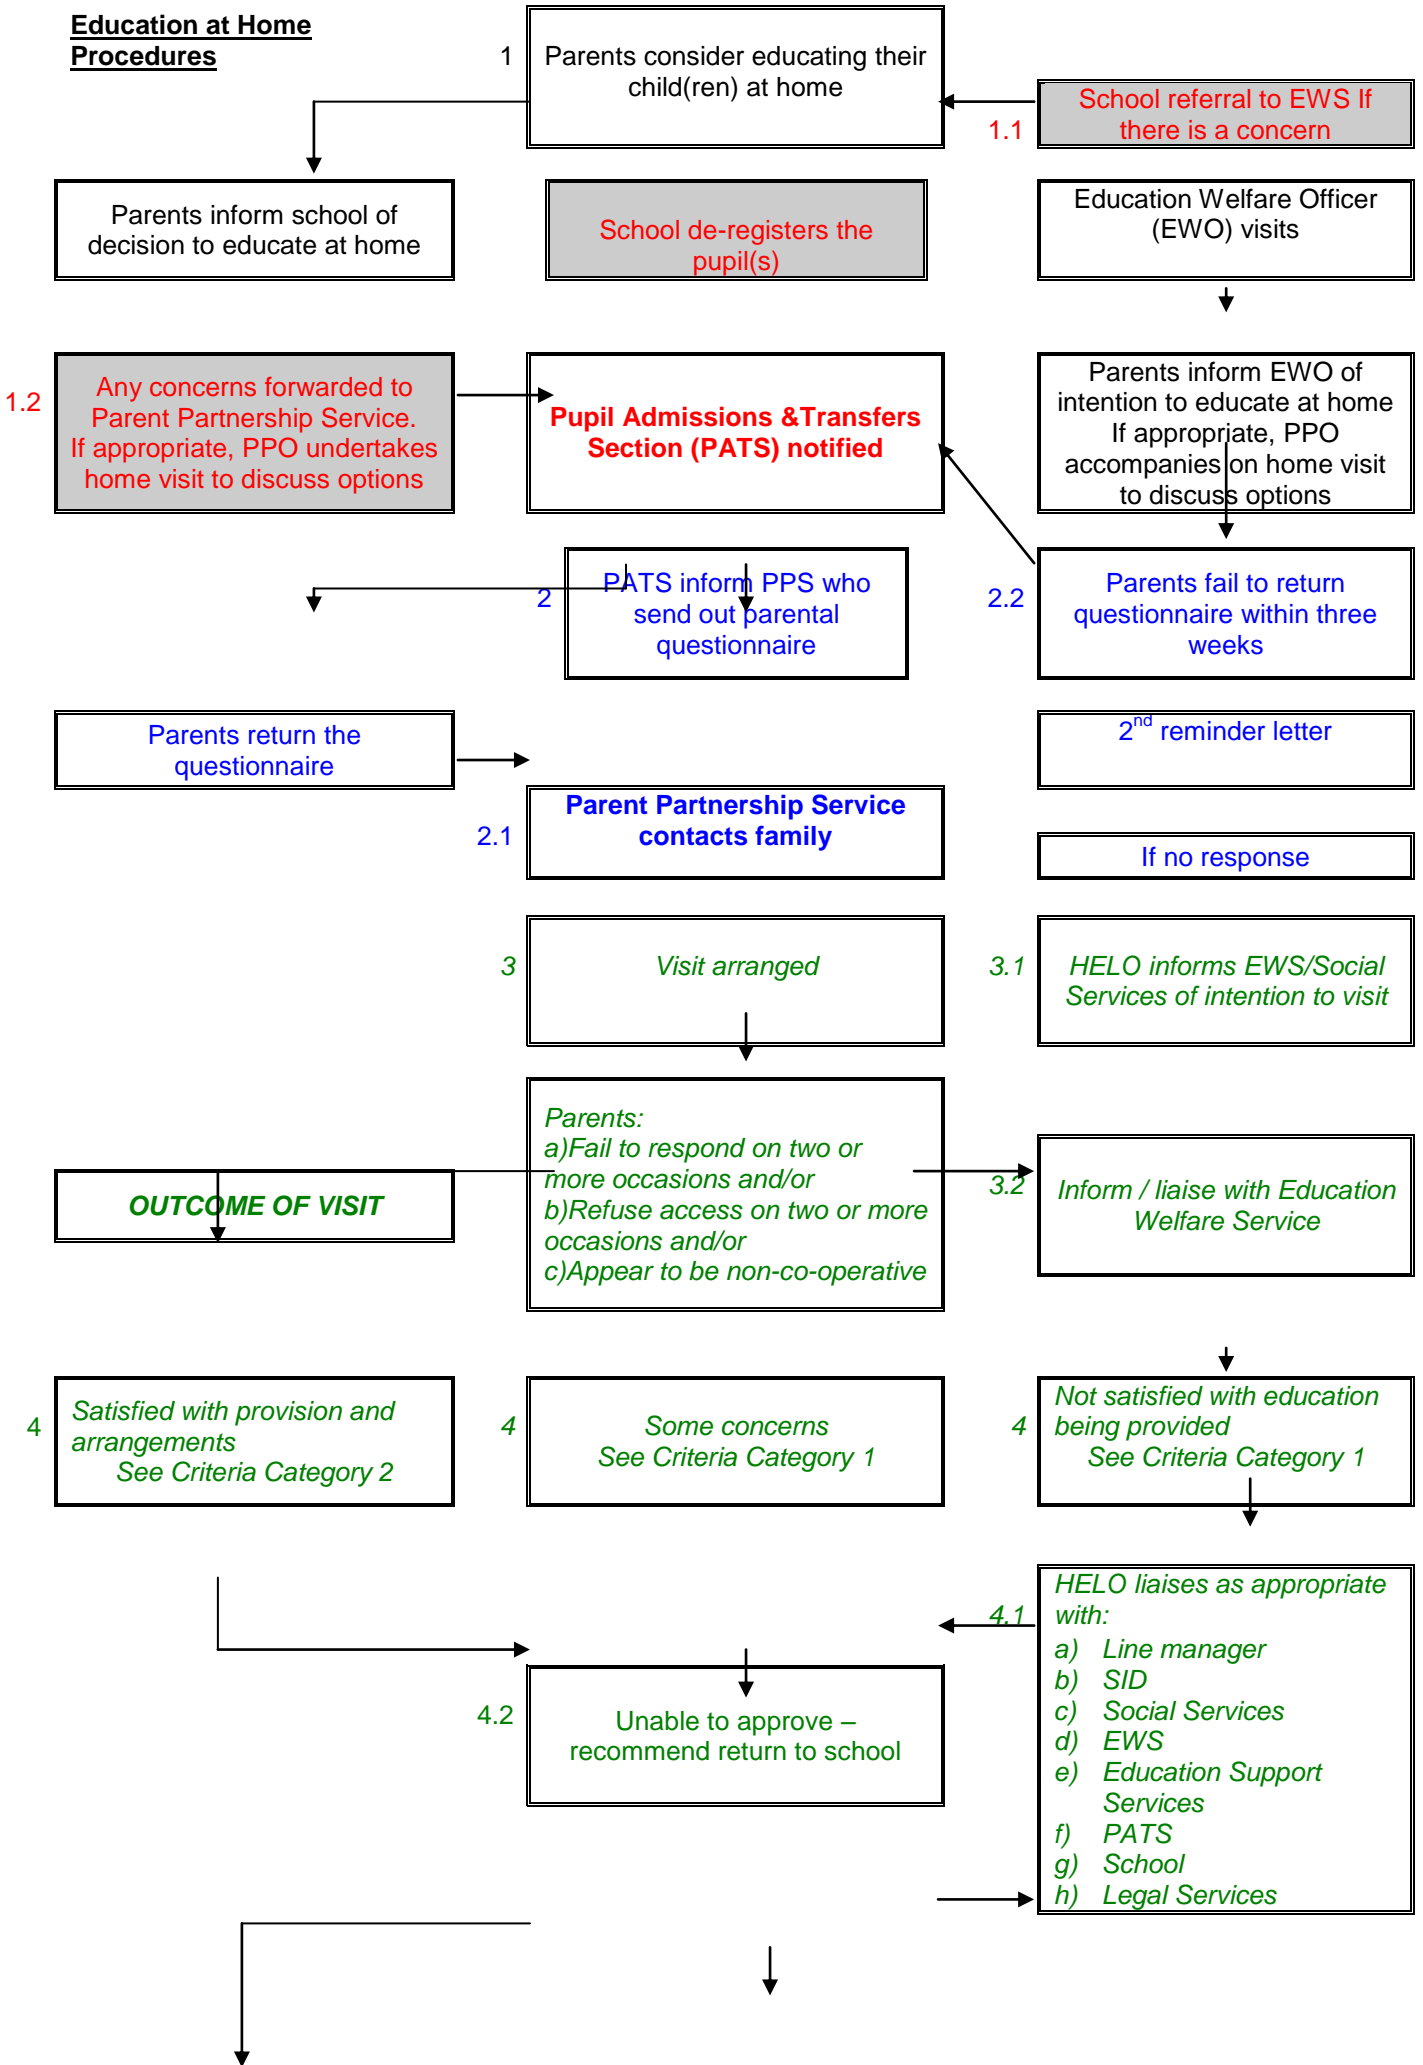 Education at Home
Procedures
1
Parents consider educating their
child(ren) at home
1.1
School referral to EWS If
there is a concern
Parents inform school of
decision to educate at home
School de-registers the
pupil(s)
Education Welfare Officer
(EWO) visits
1.2
Any concerns forwarded to
Parent Partnership Service.
If appropriate, PPO undertakes
home visit to discuss options
Pupil Admissions &Transfers
Section (PATS) notified
Parents inform EWO of
intention to educate at home
If appropriate, PPO
accompanies on home visit
to discuss options
2
PATS inform PPS who
send out parental
questionnaire
2.2
Parents fail to return
questionnaire within three
weeks
Parents return the
questionnaire
2nd reminder letter
2.1
Parent Partnership Service
contacts family
If no response
3
Visit arranged
3.1
HELO informs EWS/Social
Services of intention to visit
OUTCOME OF VISIT
Parents:
a)Fail to respond on two or
more occasions and/or
b)Refuse access on two or more
occasions and/or
c)Appear to be non-co-operative
3.2
Inform / liaise with Education
Welfare Service
4
Satisfied with provision and
arrangements
See Criteria Category 2
4
Some concerns
See Criteria Category 1
4
Not satisfied with education
being provided
See Criteria Category 1
4.2
Unable to approve –
recommend return to school
4.1
HELO liaises as appropriate
with:
a) Line manager
b) SID
c) Social Services
d) EWS
e) Education Support
Services
f) PATS
g) School
h) Legal Services